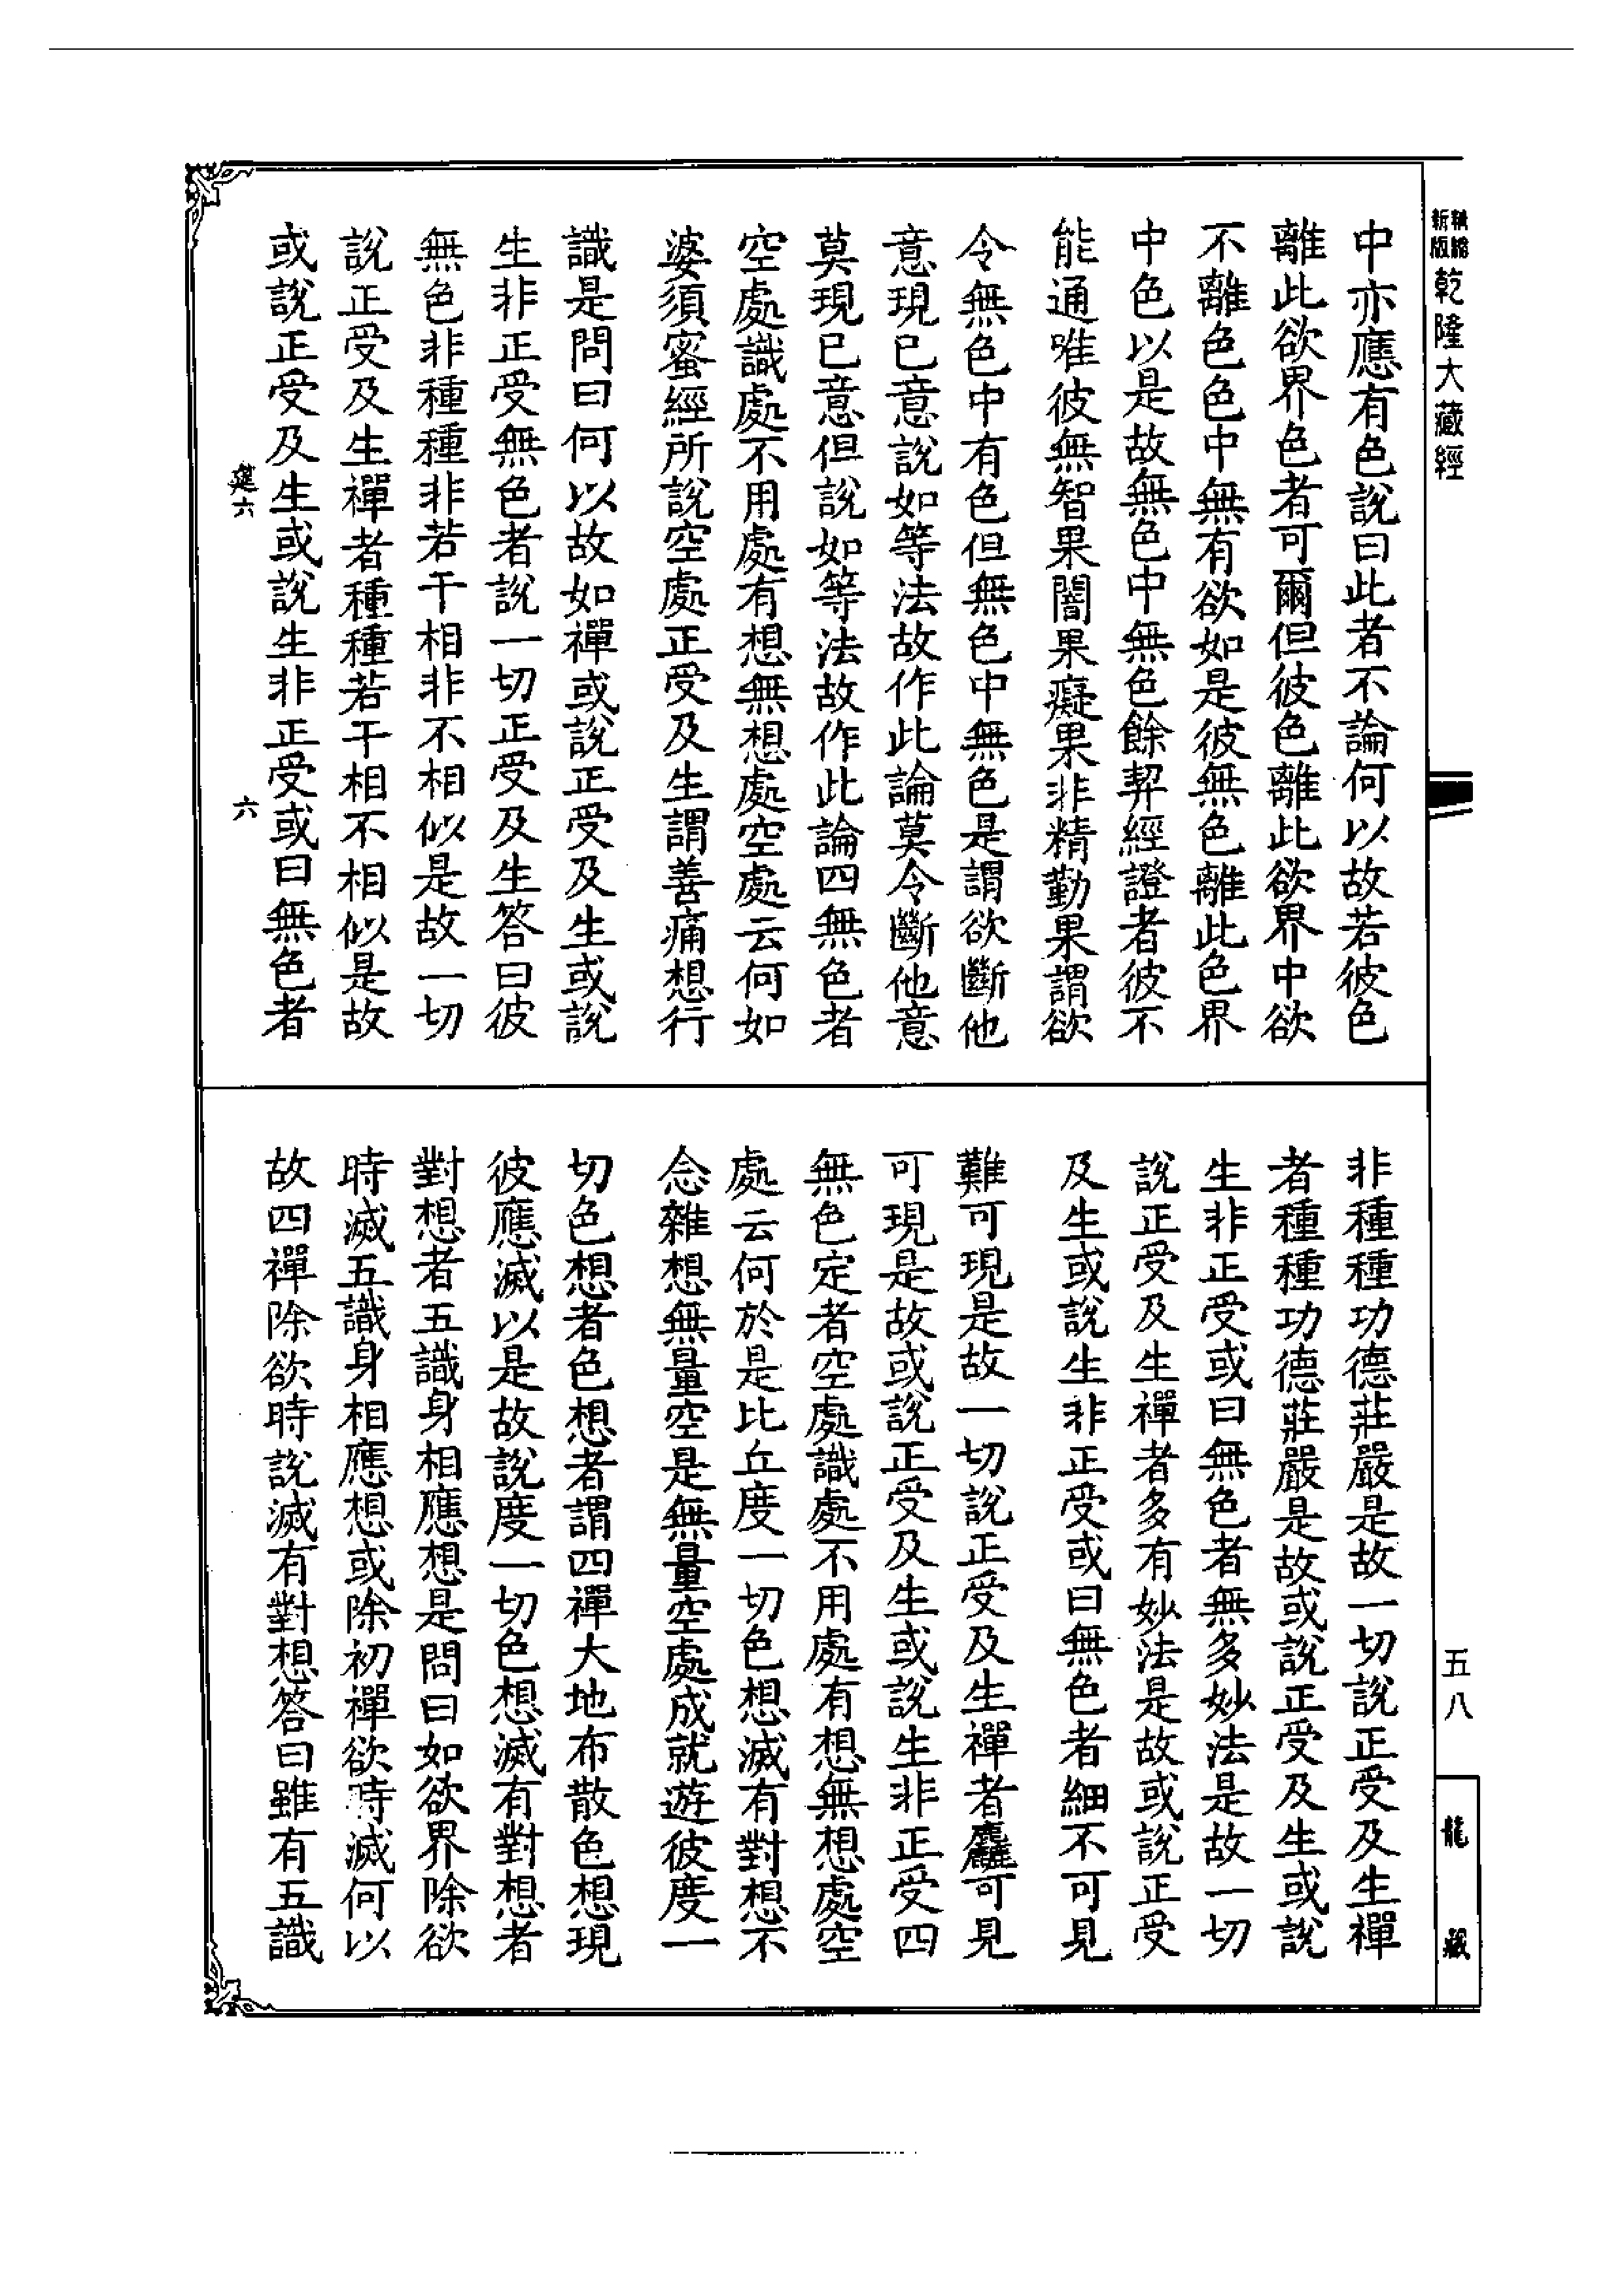 新版精縮
乾隆大藏經
中亦應有色說曰此者不論何以故若彼色
離此欲界色者可爾但彼色離此欲界中欲
不離色色中無有欲如是彼無色離此色界
中色以是故無色中無色餘契經證者彼不
能通唯彼無智果闇果癡果非精勤果謂欲
令無色中有色但無色中無色是謂欲斷他
意現已意說如等法故作此論莫令斷他意
莫現已意但說如等法故作此論四無色者
空處識處不用處有想無想處空處云何如
婆須蜜經所說空處正受及生謂善痛想行
識是問曰何以故如禪或說正受及生或說
生非正受無色者說一切正受及生答曰彼
無色非種種非若干相非不相似是故一切
說正受及生禪者種種若干相不相似是故
或說正受及生或說生非正受或曰無色者
建六
六
非種種功德莊嚴是故一切說正受及生禪
者種種功德莊嚴是故或說正受及生或說
生非正受或曰無色者無多妙法是故一切
說正受及生禪者多有妙法是故或說正受
及生或說生非正受或曰無色者細不可見
難可現是故一切說正受及生禪者麤可見
可現是故或說正受及生或說生非正受四
無色定者空處識處不用處有想無想處空
處云何於是比丘度一切色想滅有對想不
念雜想無量空是無量空處成就遊彼度一
切色想者色想者謂四禪大地布散色想現
彼應滅以是故說度一切色想滅有對想者
對想者五識身相應想是問曰如欲界除欲
時滅五識身相應想或除初禪欲時滅何以
故四禪除欲時說滅有對想答曰雖有五識
五八
龍藏